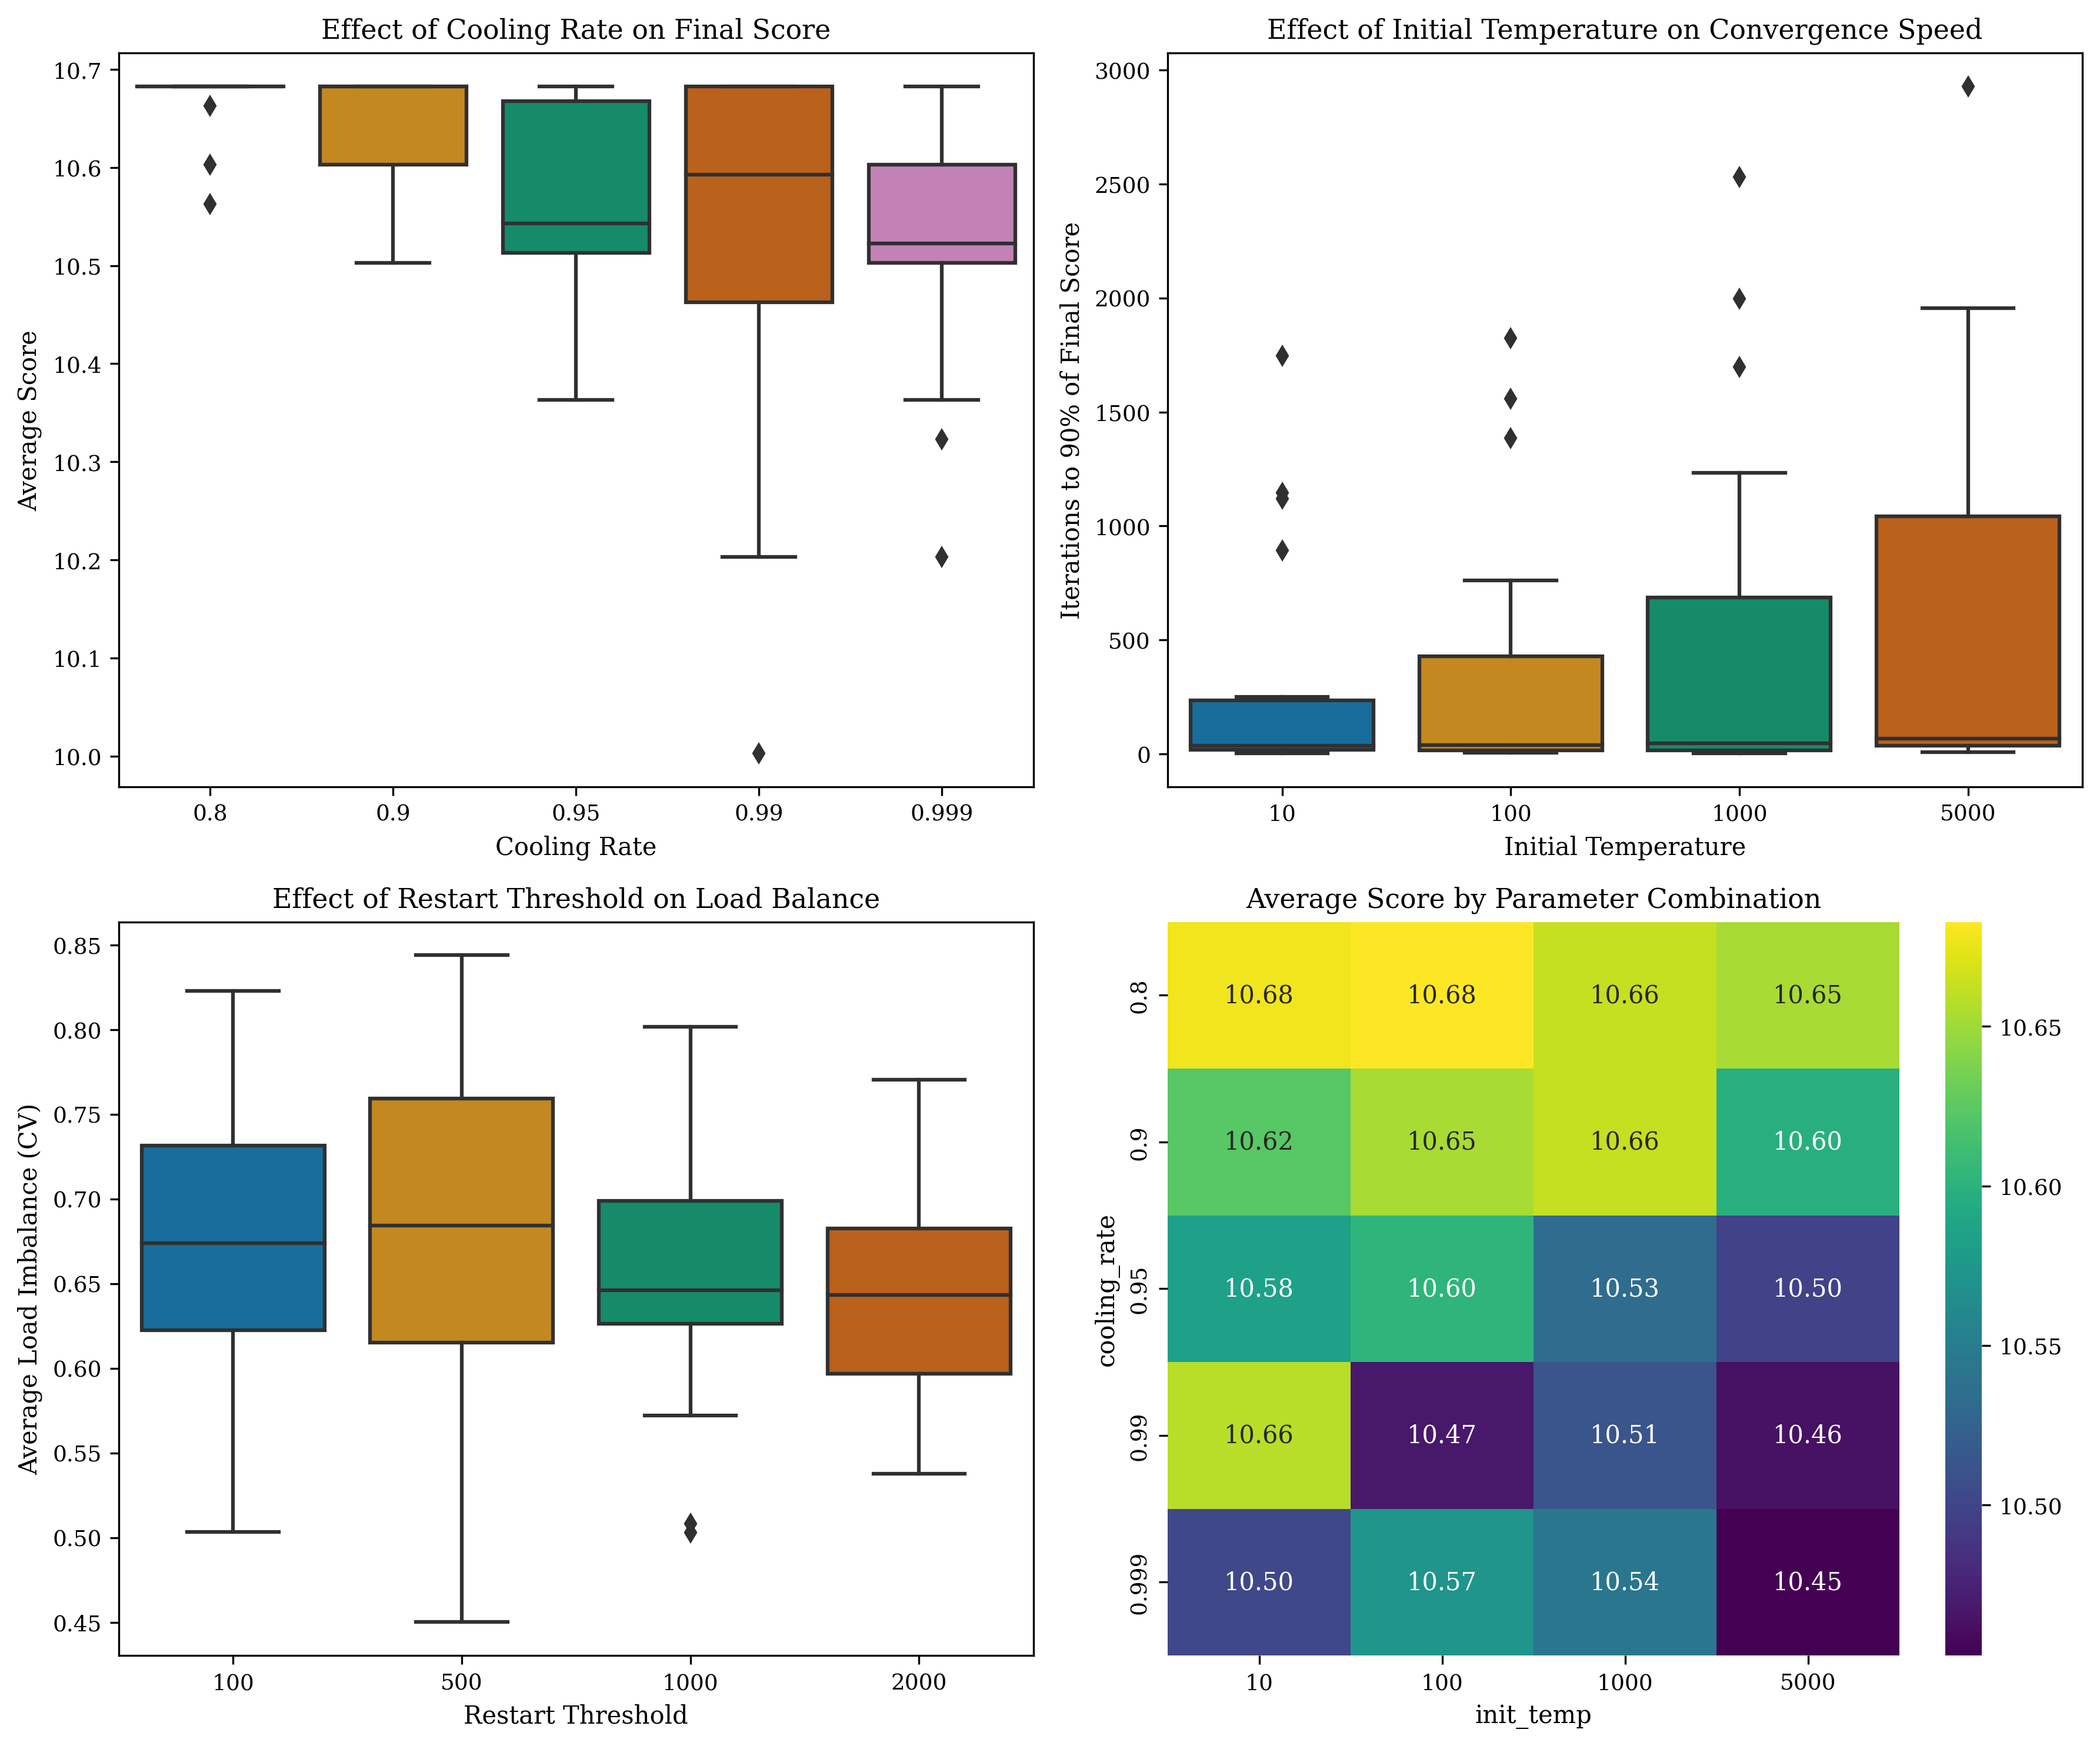 Effect of Cooling Rate on Final Score
10.7
10.6
10.5
10.4
10.3
10.2
10.1
10.0
Average Score
0.8 0.9 0.95 0.99 0.999
Cooling Rate
Effect of Initial Temperature on Convergence Speed
3000
2500
2000
1500
1000
500
0
Iterations to 90% of Final Score
10 100 1000 5000
Initial Temperature
Effect of Restart Threshold on Load Balance
0.85
0.80
0.75
0.70
0.65
0.60
0.55
0.50
0.45
Average Load Imbalance (CV)
100 500 1000 2000
Restart Threshold
Average Score by Parameter Combination
0.8 10.68 10.68 10.66 10.65
0.9 10.62 10.65 10.66 10.60
0.95 10.58 10.60 10.53 10.50
0.99 10.66 10.47 10.51 10.46
0.999 10.50 10.57 10.54 10.45
cooling_rate
10 100 1000 5000
init_temp
10.65
10.60
10.55
10.50